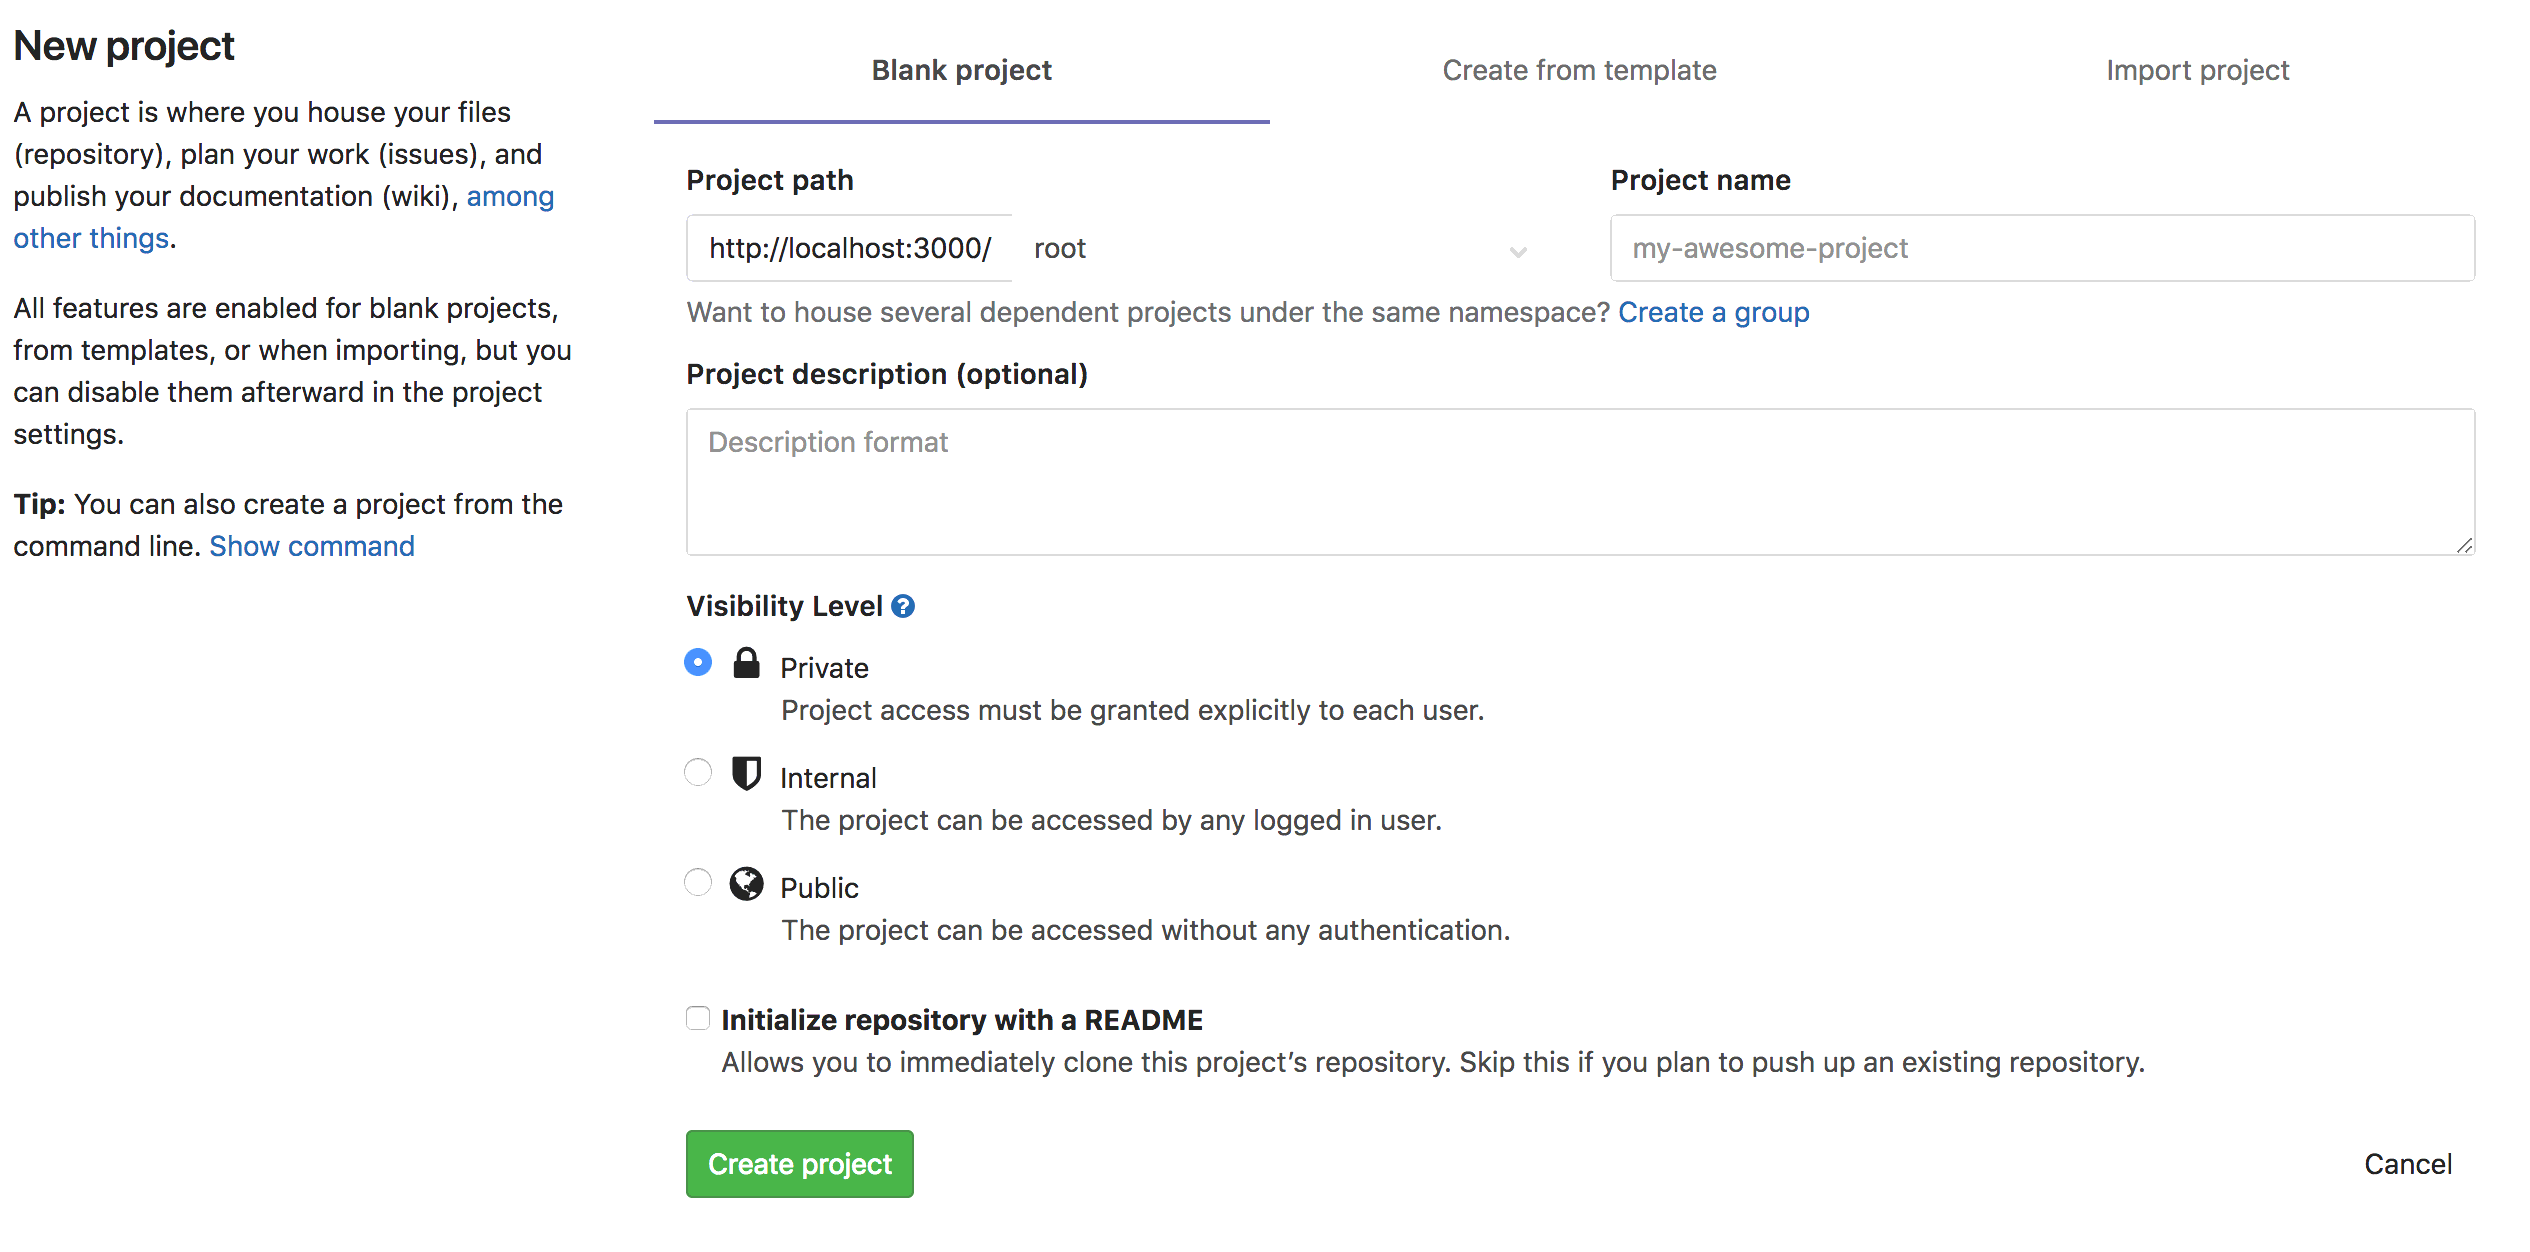 New project
A project is where you house your files
(repository), plan your work (issues), and
publish your documentation (wiki), among
other things.
All features are enabled for blank projects,
from templates, or when importing, but you
can disable them afterward in the project
settings.
Tip: You can also create a project from the
command line. Show command
Blank project
Create from template
Import project
Project path
Project name
http://localhost:3000/ root
my-awesome-project
Want to house several dependent projects under the same namespace? Create a group
Project description (optional)
Description format
Visibility Level ?
Private
Project access must be granted explicitly to each user.
Internal
The project can be accessed by any logged in user.
Public
The project can be accessed without any authentication.
Initialize repository with a README
Allows you to immediately clone this project’s repository. Skip this if you plan to push up an existing repository.
Create project
Cancel